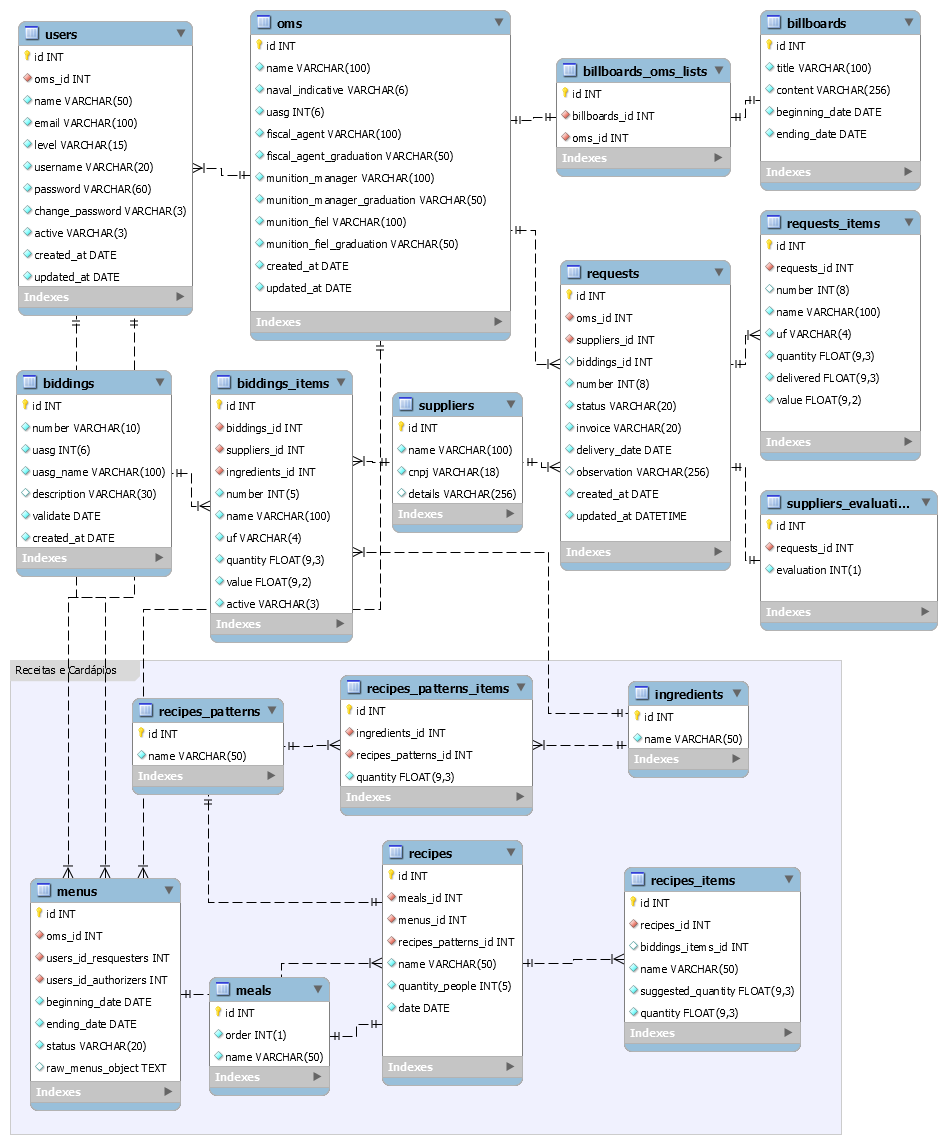 users
id INT
oms_id INT
name VARCHAR(50)
email VARCHAR(100)
level VARCHAR(15)
username VARCHAR(20)
password VARCHAR(60)
change_password VARCHAR(3)
active VARCHAR(3)
created_at DATE
updated_at DATE
Indexes
oms
id INT
name VARCHAR(100)
naval_indicative VARCHAR(6)
uasg INT(6)
fiscal_agent VARCHAR(100)
fiscal_agent_graduation VARCHAR(50)
munition_manager VARCHAR(100)
munition_manager_graduation VARCHAR(50)
munition_fiel VARCHAR(100)
munition_fiel_graduation VARCHAR(50)
created_at DATE
updated_at DATE
Indexes
billboards_oms_lists
id INT
billboards_id INT
oms_id INT
Indexes
billboards
id INT
title VARCHAR(100)
content VARCHAR(256)
beginning_date DATE
ending_date DATE
Indexes
requests
id INT
oms_id INT
suppliers_id INT
biddings_id INT
number INT(8)
status VARCHAR(20)
invoice VARCHAR(20)
delivery_date DATE
observation VARCHAR(256)
created_at DATE
updated_at DATETIME
Indexes
requests_items
id INT
requests_id INT
number INT(8)
name VARCHAR(100)
uf VARCHAR(4)
quantity FLOAT(9,3)
delivered FLOAT(9,3)
value FLOAT(9,2)
Indexes
biddings
id INT
number VARCHAR(10)
uasg INT(6)
uasg_name VARCHAR(100)
description VARCHAR(30)
validate DATE
created_at DATE
Indexes
biddings_items
id INT
biddings_id INT
suppliers_id INT
ingredients_id INT
number INT(5)
name VARCHAR(100)
uf VARCHAR(4)
quantity FLOAT(9,3)
value FLOAT(9,2)
active VARCHAR(3)
Indexes
suppliers
id INT
name VARCHAR(100)
cnpj VARCHAR(18)
details VARCHAR(256)
Indexes
suppliers_evaluati...
id INT
requests_id INT
evaluation INT(1)
Indexes
Receitas e Cardápios
recipes_patterns
id INT
name VARCHAR(50)
Indexes
recipes_patterns_items
id INT
ingredients_id INT
recipes_patterns_id INT
quantity FLOAT(9,3)
Indexes
ingredients
id INT
name VARCHAR(50)
Indexes
menus
id INT
oms_id INT
users_id_resquesters INT
users_id_authorizers INT
beginning_date DATE
ending_date DATE
status VARCHAR(20)
raw_menus_object TEXT
Indexes
meals
id INT
order INT(1)
name VARCHAR(50)
Indexes
recipes
id INT
meals_id INT
menus_id INT
recipes_patterns_id INT
name VARCHAR(50)
quantity_people INT(5)
date DATE
Indexes
recipes_items
id INT
recipes_id INT
biddings_items_id INT
name VARCHAR(50)
suggested_quantity FLOAT(9,3)
quantity FLOAT(9,3)
Indexes